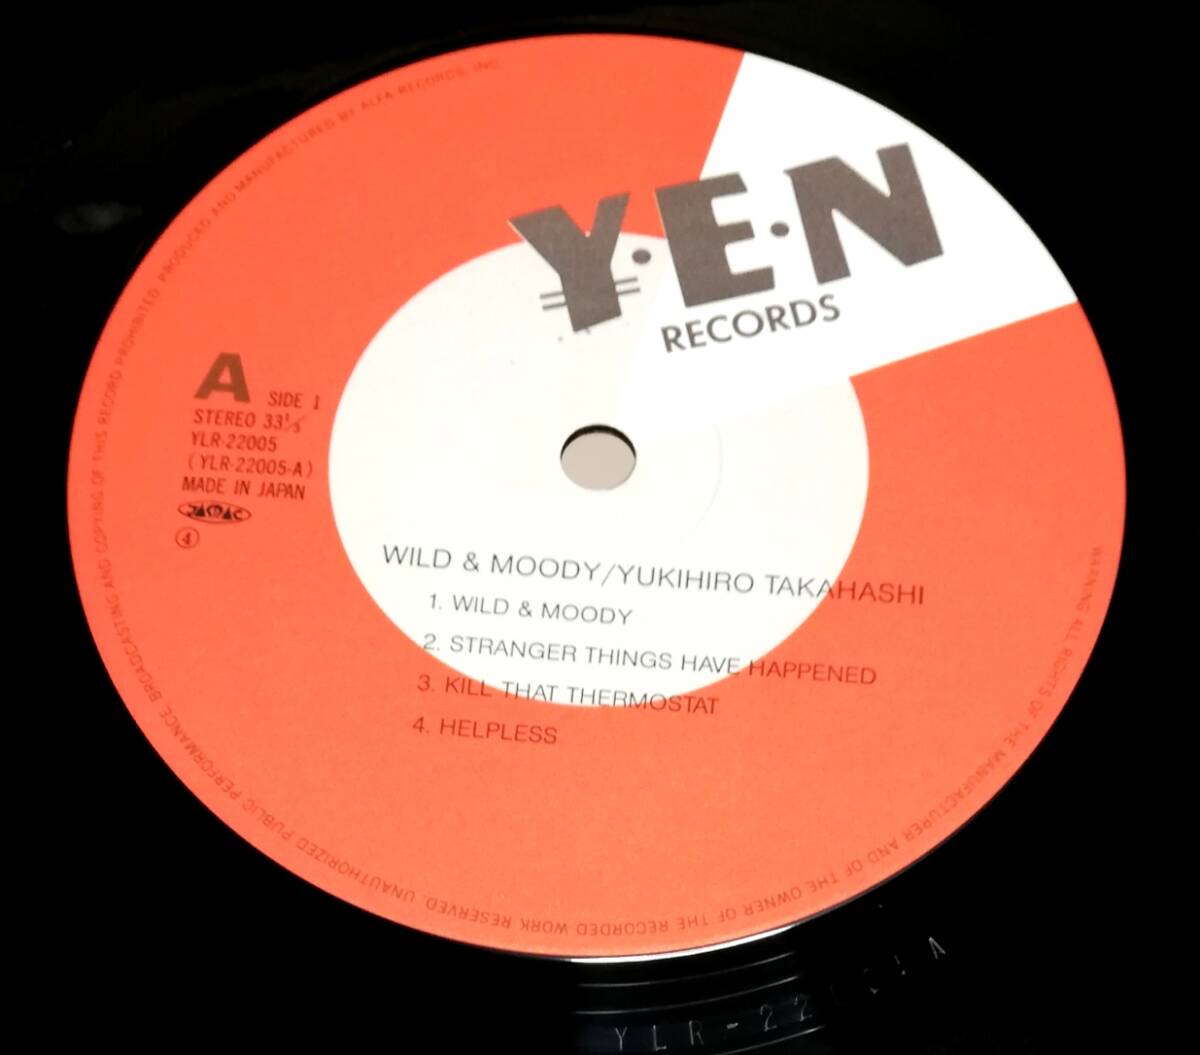 Y·E·N
RECORDS
A SIDE 1
STEREO 33⅓
YLR-22005
(YLR-22005-A)
MADE IN JAPAN
JASRAC
④
WILD & MOODY/YUKIHIRO TAKAHASHI
1. WILD & MOODY
2. STRANGER THINGS HAVE HAPPENED
3. KILL THAT THERMOSTAT
4. HELPLESS
WARNING ALL RIGHTS OF THE MANUFACTURER AND OF THE OWNER OF THE RECORDED WORK RESERVED. UNAUTHORIZED PUBLIC PERFORMANCE, BROADCASTING AND COPYING OF THIS RECORD PROHIBITED. PRODUCED AND MANUFACTURED BY ALFA RECORDS, INC.